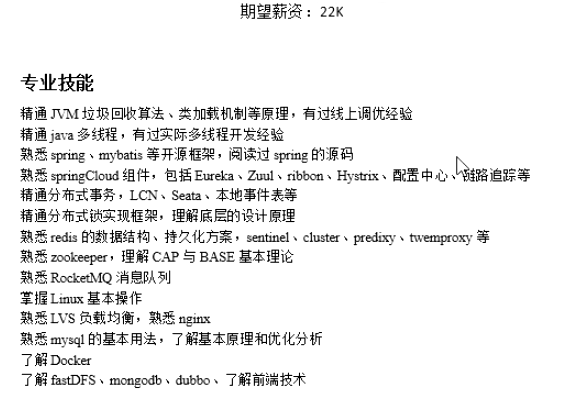 期望薪资：22K
专业技能
精通 JVM 垃圾回收算法、类加载机制等原理，有过线上调优经验
精通 java 多线程，有过实际多线程开发经验
熟悉 spring、mybatis 等开源框架，阅读过 spring 的源码
熟悉 springCloud 组件，包括 Eureka、Zuul、ribbon、Hystrix、配置中心、链路追踪等
精通分布式事务，LCN、Seata、本地事件表等
精通分布式锁实现框架，理解底层的设计原理
熟悉 redis 的数据结构、持久化方案，sentinel、cluster、predixy、twemproxy 等
熟悉 zookeeper，理解 CAP 与 BASE 基本理论
熟悉 RocketMQ 消息队列
掌握 Linux 基本操作
熟悉 LVS 负载均衡，熟悉 nginx
熟悉 mysql 的基本用法，了解基本原理和优化分析
了解 Docker
了解 fastDFS、mongodb、dubbo、了解前端技术